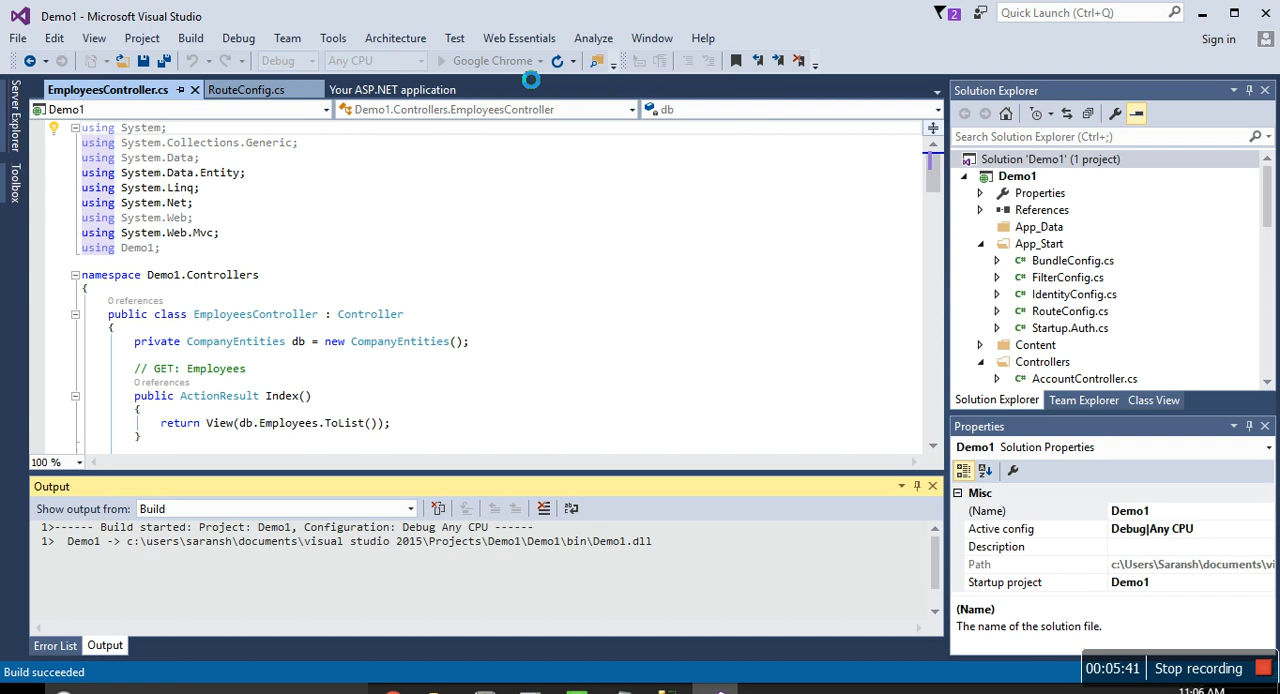 Demo1 - Microsoft Visual Studio
2
Quick Launch (Ctrl+Q)
File Edit View Project Build Debug Team Tools Architecture Test Web Essentials Analyze Window Help
Sign in
Debug Any CPU Google Chrome
Server Explorer
Toolbox
EmployeesController.cs RouteConfig.cs Your ASP.NET application
Demo1 Demo1.Controllers.EmployeesController db
using System;
using System.Collections.Generic;
using System.Data;
using System.Data.Entity;
using System.Linq;
using System.Net;
using System.Web;
using System.Web.Mvc;
using Demo1;
namespace Demo1.Controllers
{
0 references
public class EmployeesController : Controller
{
private CompanyEntities db = new CompanyEntities();
// GET: Employees
0 references
public ActionResult Index()
{
return View(db.Employees.ToList());
}
100 %
Output
Show output from: Build
1>------ Build started: Project: Demo1, Configuration: Debug Any CPU ------
1> Demo1 -> c:\users\saransh\documents\visual studio 2015\Projects\Demo1\Demo1\bin\Demo1.dll
Error List Output
Build succeeded
Solution Explorer
Search Solution Explorer (Ctrl+;)
Solution 'Demo1' (1 project)
Demo1
Properties
References
App_Data
App_Start
C# BundleConfig.cs
C# FilterConfig.cs
C# IdentityConfig.cs
C# RouteConfig.cs
C# Startup.Auth.cs
Content
Controllers
C# AccountController.cs
Solution Explorer Team Explorer Class View
Properties
Demo1 Solution Properties
Misc
(Name) Demo1
Active config Debug|Any CPU
Description
Path c:\Users\Saransh\documents\vi
Startup project Demo1
(Name)
The name of the solution file.
00:05:41 Stop recording
11:06 AM